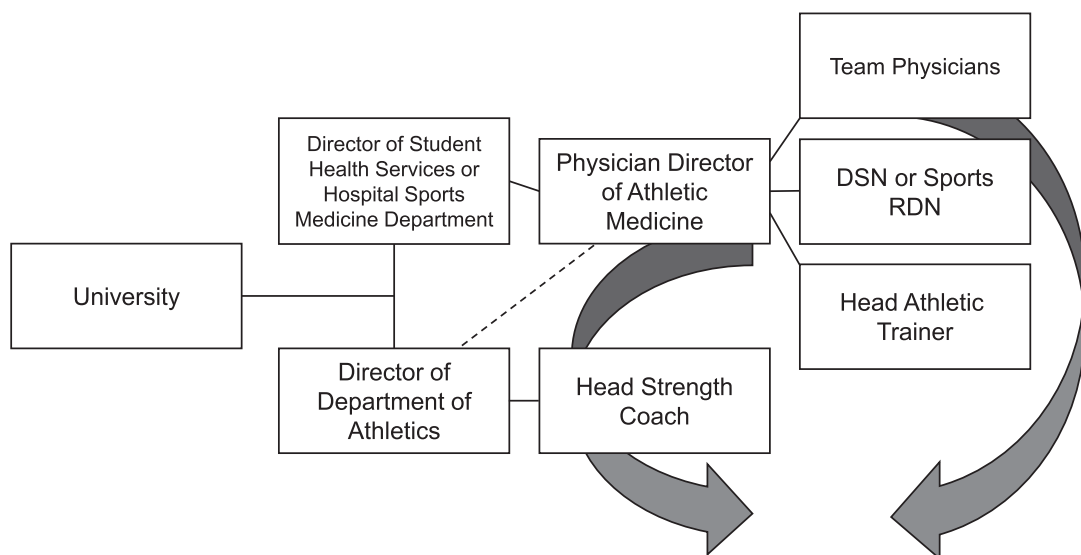 Team Physicians
Director of Student
Health Services or
Hospital Sports
Medicine Department
Physician Director
of Athletic
Medicine
DSN or Sports
RDN
University
Head Athletic
Trainer
Director of
Department of
Athletics
Head Strength
Coach